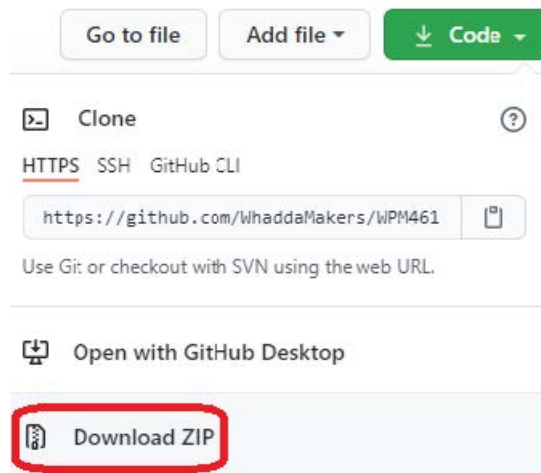 Go to file Add file Code
Clone
HTTPS SSH GitHub CLI
https://github.com/WhaddaMakers/WPM461
Use Git or checkout with SVN using the web URL.
Open with GitHub Desktop
Download ZIP